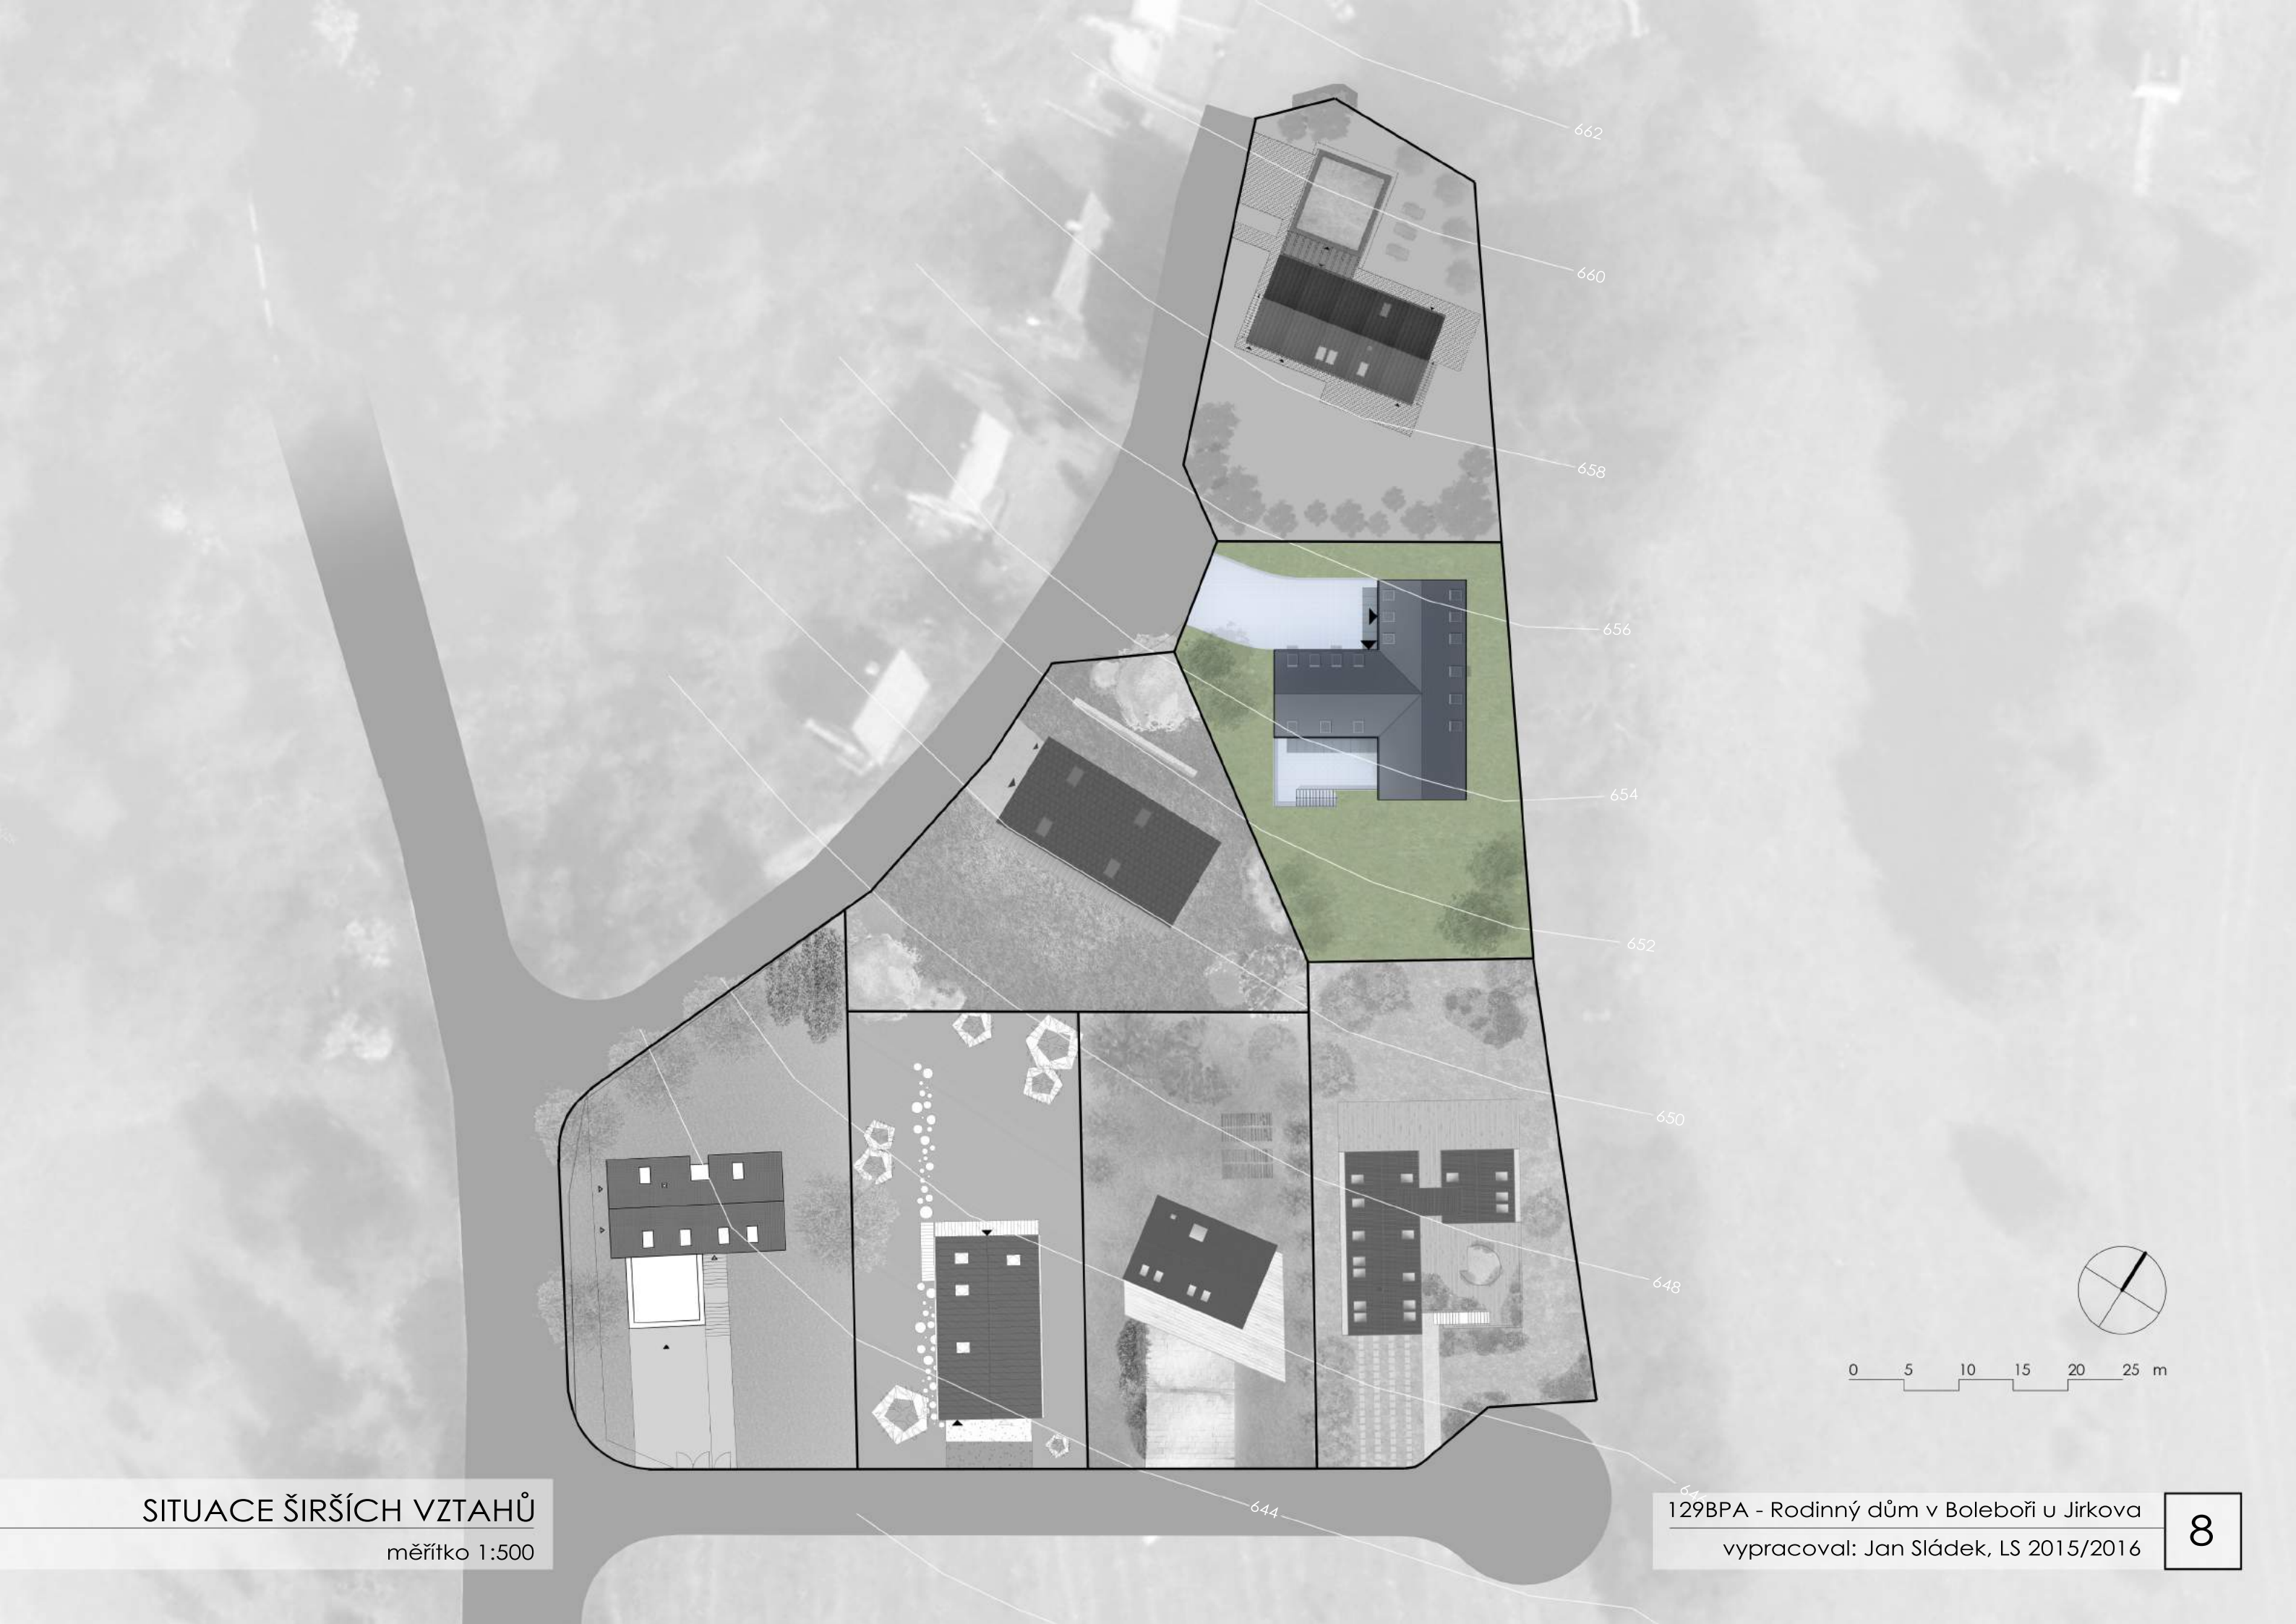 662
660
658
656
654
652
650
648
0 5 10 15 20 25 m
644
SITUACE ŠIRŠÍCH VZTAHŮ
měřítko 1:500
129BPA - Rodinný dům v Boleboři u Jirkova
vypracoval: Jan Sládek, LS 2015/2016
8